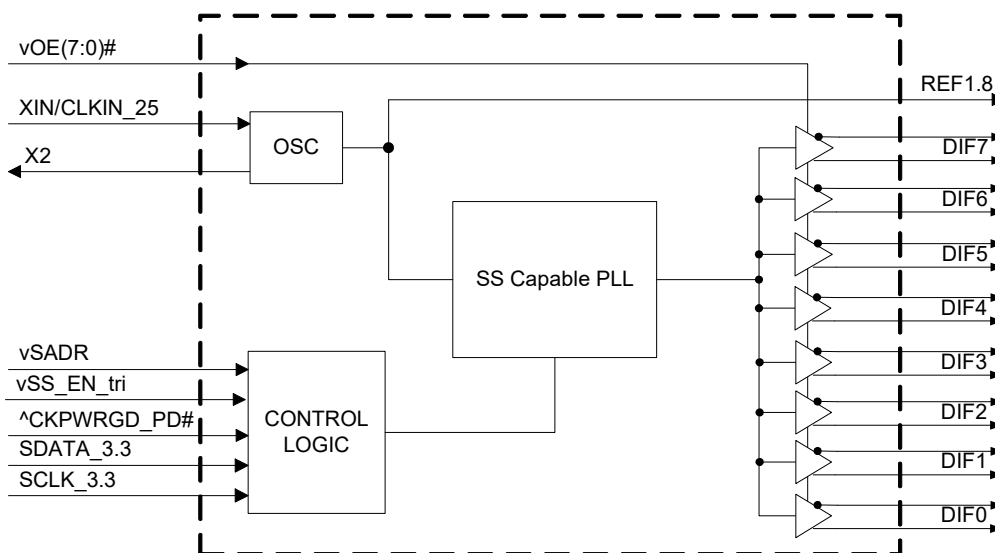 vOE(7:0)#
REF1.8
XIN/CLKIN_25
OSC
X2
DIF7
DIF6
DIF5
SS Capable PLL
DIF4
vSADR
DIF3
vSS_EN_tri
^CKPWRGD_PD#
CONTROL
LOGIC
DIF2
SDATA_3.3
DIF1
SCLK_3.3
DIF0